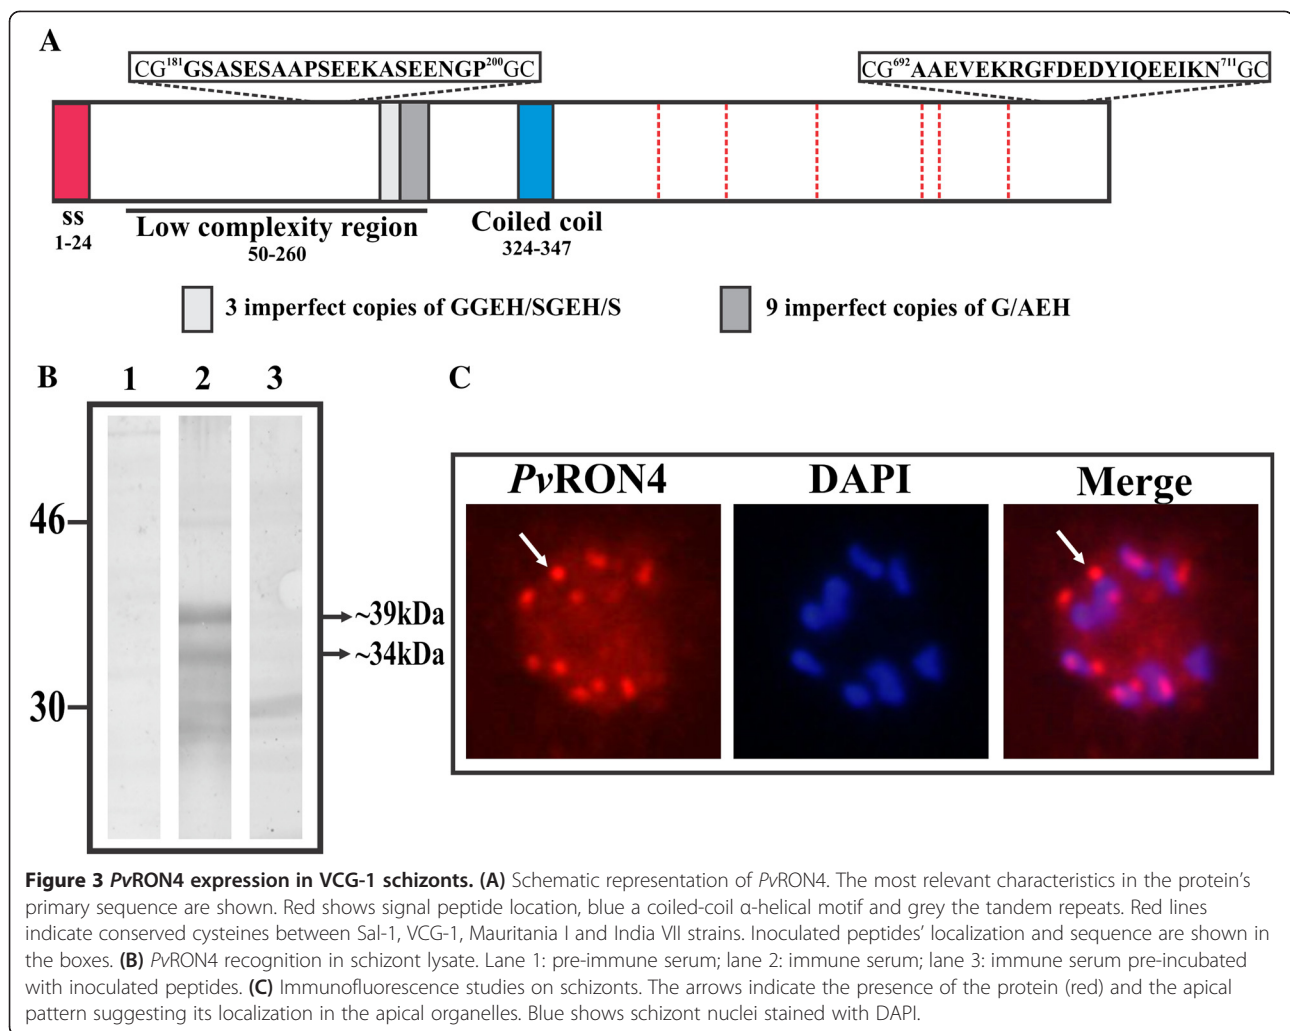 A
CG¹⁸¹GSASESAAPSEEKASEENGP²⁰⁰GC
CG⁶⁹²AAEVEKRGFDEDYIQEEIKN⁷¹¹GC
ss
1-24
Low complexity region
50-260
Coiled coil
324-347
3 imperfect copies of GGEH/SGEH/S
9 imperfect copies of G/AEH
B
1 2 3
46
30
~39kDa
~34kDa
C
PvRON4 DAPI Merge
Figure 3 PvRON4 expression in VCG-1 schizonts. (A) Schematic representation of PvRON4. The most relevant characteristics in the protein's
primary sequence are shown. Red shows signal peptide location, blue a coiled-coil α-helical motif and grey the tandem repeats. Red lines
indicate conserved cysteines between Sal-1, VCG-1, Mauritania I and India VII strains. Inoculated peptides' localization and sequence are shown in
the boxes. (B) PvRON4 recognition in schizont lysate. Lane 1: pre-immune serum; lane 2: immune serum; lane 3: immune serum pre-incubated
with inoculated peptides. (C) Immunofluorescence studies on schizonts. The arrows indicate the presence of the protein (red) and the apical
pattern suggesting its localization in the apical organelles. Blue shows schizont nuclei stained with DAPI.